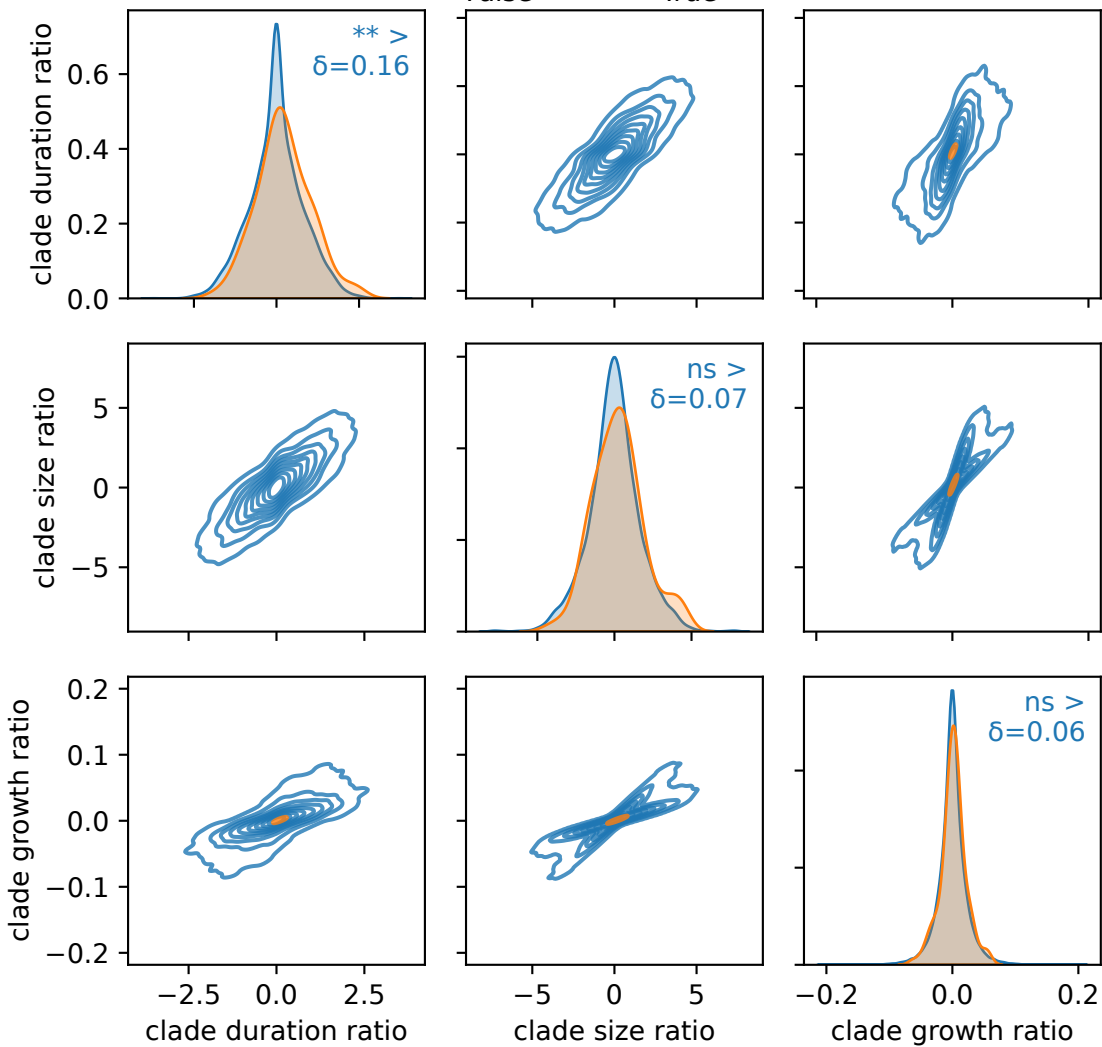 clade duration ratio
0.6
0.4
0.2
0.0
** >
δ=0.16
clade size ratio
5
0
−5
ns >
δ=0.07
clade growth ratio
0.2
0.1
0.0
−0.1
−0.2
ns >
δ=0.06
−2.5 0.0 2.5
−5 0 5
−0.2 0.0 0.2
clade duration ratio
clade size ratio
clade growth ratio